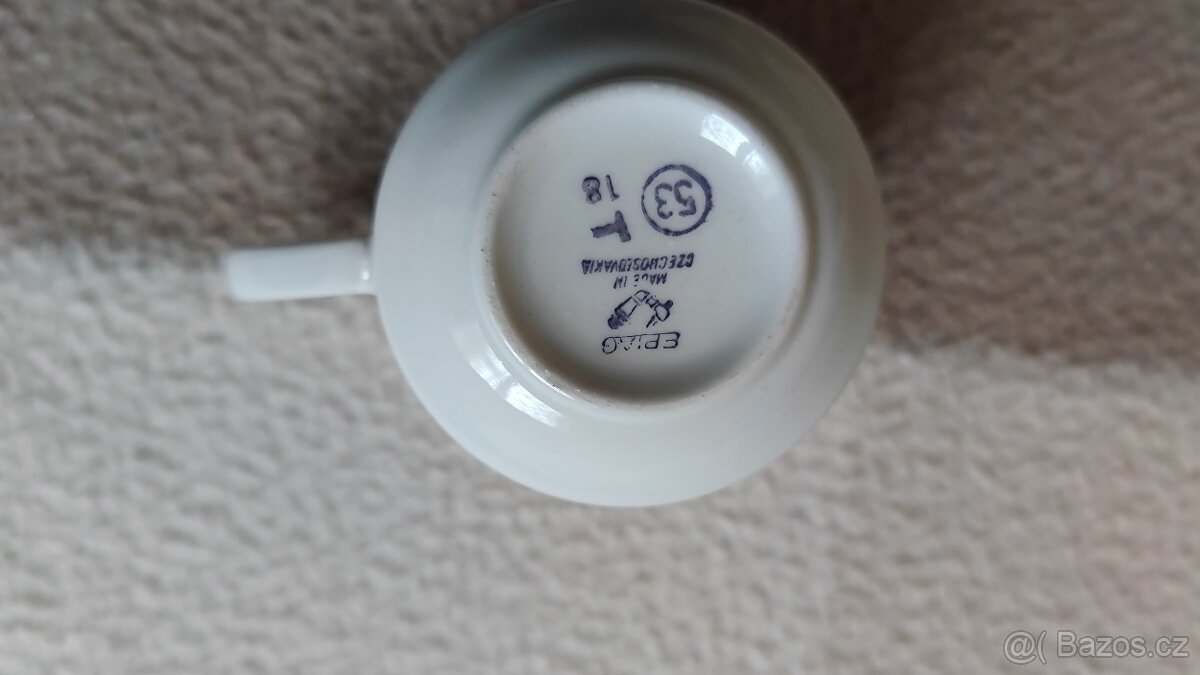 EPIAG
MADE IN
CZECHOSLOVAKIA
T
53
18
@( Bazos.cz